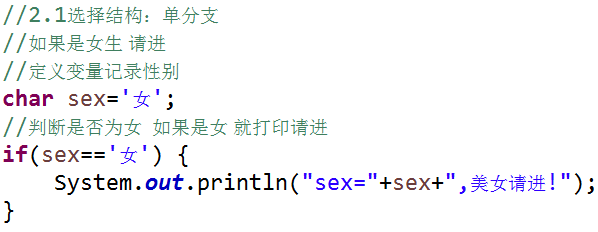 //2.1选择结构：单分支
//如果是女生 请进
//定义变量记录性别
char sex='女';
//判断是否为女  如果是女 就打印请进
if(sex=='女') {
    System.out.println("sex="+sex+",美女请进!");
}